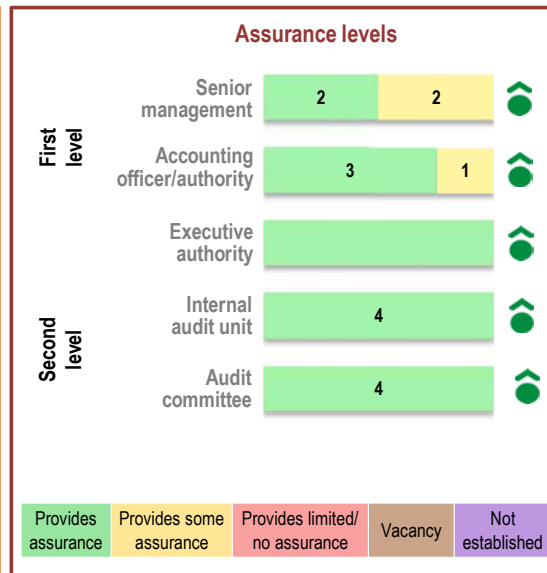 Assurance levels
First
level
Senior
management
2
2
Accounting
officer/authority
3
1
Executive
authority
Second
level
Internal
audit unit
4
Audit
committee
4
Provides
assurance
Provides some
assurance
Provides limited/
no assurance
Vacancy
Not
established